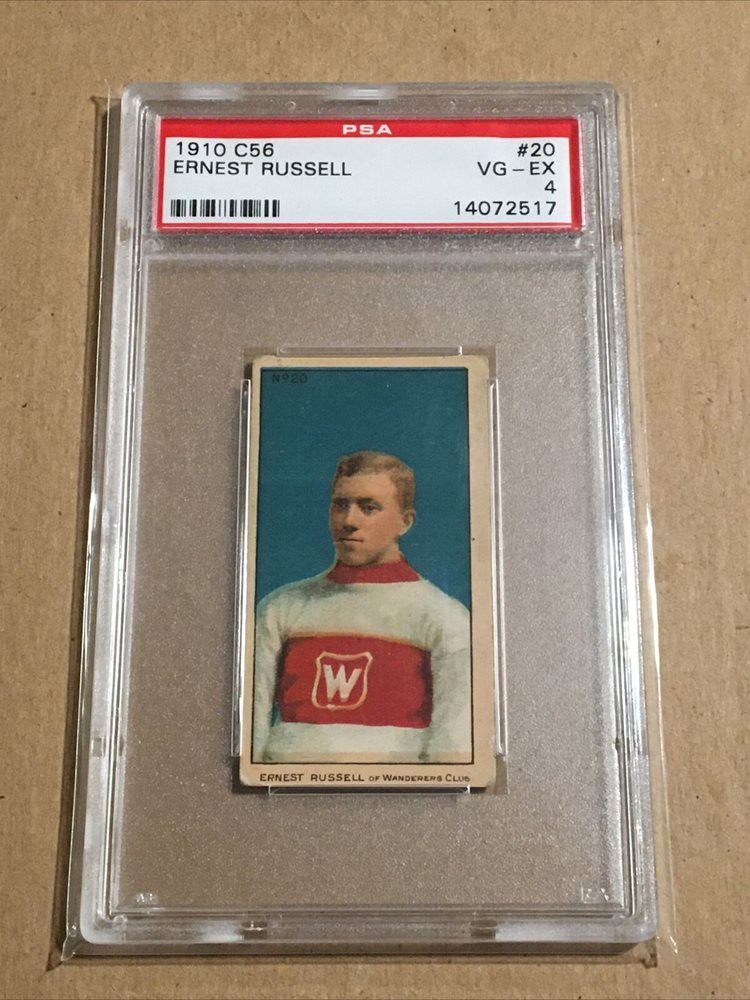 PSA
1910 C56 #20
ERNEST RUSSELL VG-EX
4
14072517
Nº20
W
ERNEST RUSSELL OF WANDERERS CLUB